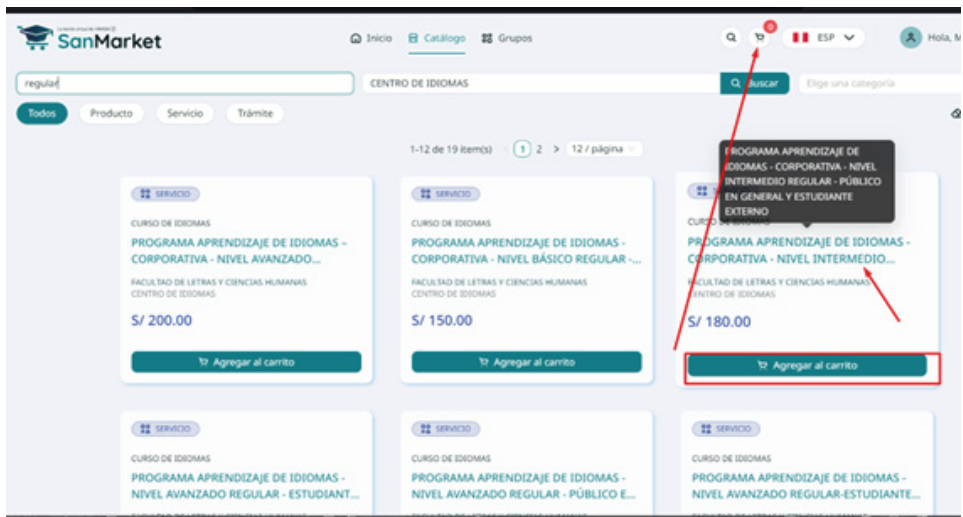 SanMarket
Inicio
Catálogo
Grupos
0
ESP
Hola, M
regular
CENTRO DE IDIOMAS
Buscar
Elige una categoría
Todos
Producto
Servicio
Trámite
1-12 de 19 item(s) < 1 2 > 12 / página
PROGRAMA APRENDIZAJE DE
IDIOMAS - CORPORATIVA - NIVEL
INTERMEDIO REGULAR - PÚBLICO
EN GENERAL Y ESTUDIANTE
EXTERNO
SERVICIO
CURSO DE IDIOMAS
PROGRAMA APRENDIZAJE DE IDIOMAS –
CORPORATIVA - NIVEL AVANZADO...
FACULTAD DE LETRAS Y CIENCIAS HUMANAS
CENTRO DE IDIOMAS
S/ 200.00
Agregar al carrito
SERVICIO
CURSO DE IDIOMAS
PROGRAMA APRENDIZAJE DE IDIOMAS -
CORPORATIVA - NIVEL BÁSICO REGULAR -...
FACULTAD DE LETRAS Y CIENCIAS HUMANAS
CENTRO DE IDIOMAS
S/ 150.00
Agregar al carrito
PROGRAMA APRENDIZAJE DE IDIOMAS -
CORPORATIVA - NIVEL INTERMEDIO...
FACULTAD DE LETRAS Y CIENCIAS HUMANAS
CENTRO DE IDIOMAS
S/ 180.00
Agregar al carrito
SERVICIO
CURSO DE IDIOMAS
PROGRAMA APRENDIZAJE DE IDIOMAS -
NIVEL AVANZADO REGULAR - ESTUDIANT...
SERVICIO
CURSO DE IDIOMAS
PROGRAMA APRENDIZAJE DE IDIOMAS -
NIVEL AVANZADO REGULAR - PÚBLICO E...
SERVICIO
CURSO DE IDIOMAS
PROGRAMA APRENDIZAJE DE IDIOMAS -
NIVEL AVANZADO REGULAR-ESTUDIANTE...